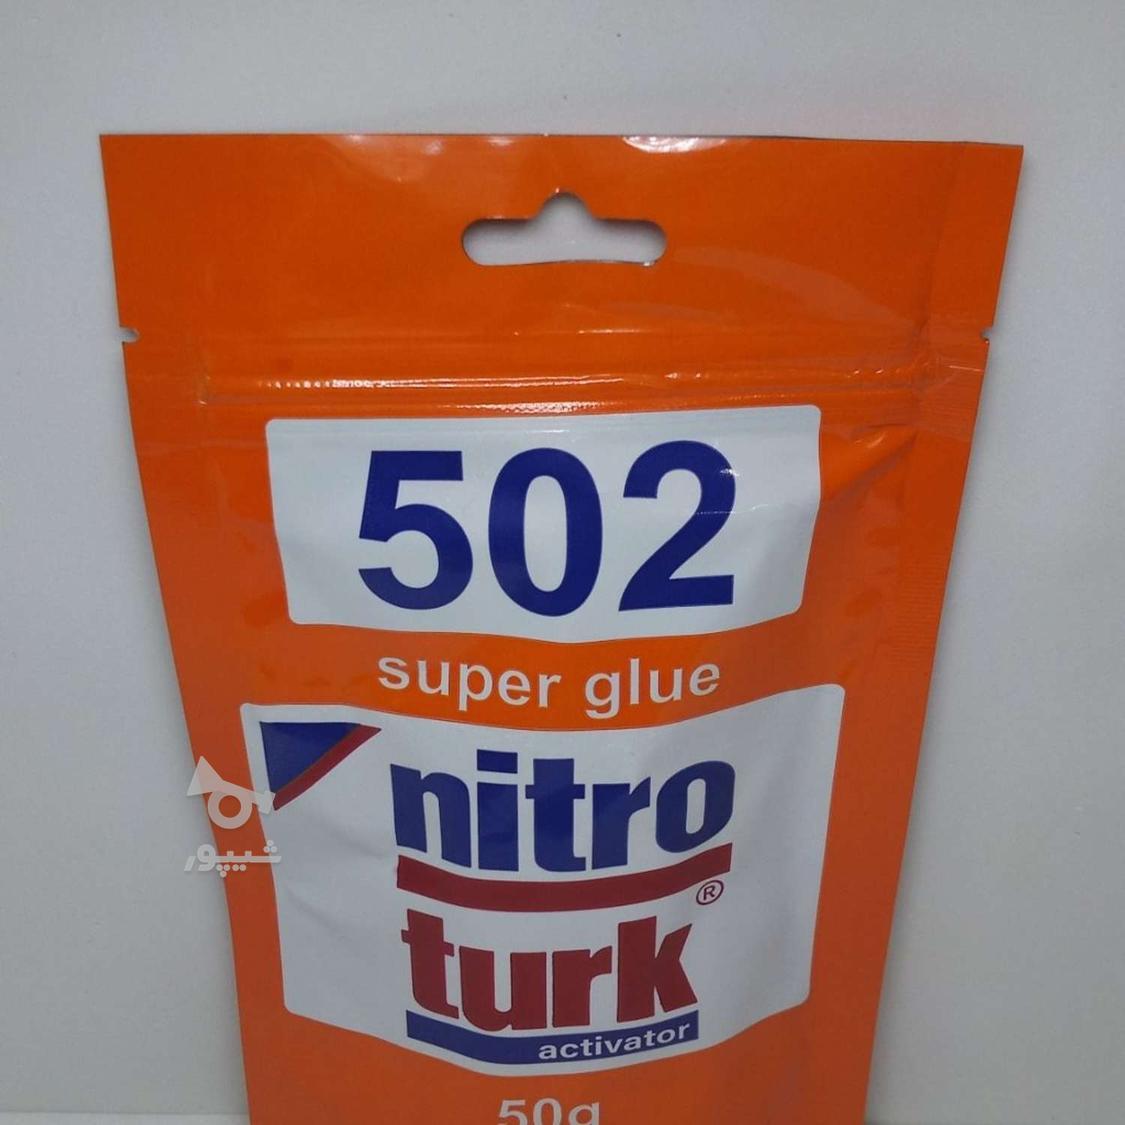 502
super glue
nitro
turk®
activator
50g
شیپور